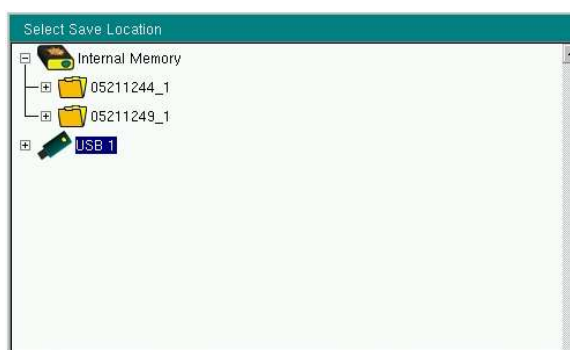 Select Save Location
Internal Memory
05211244_1
05211249_1
USB 1